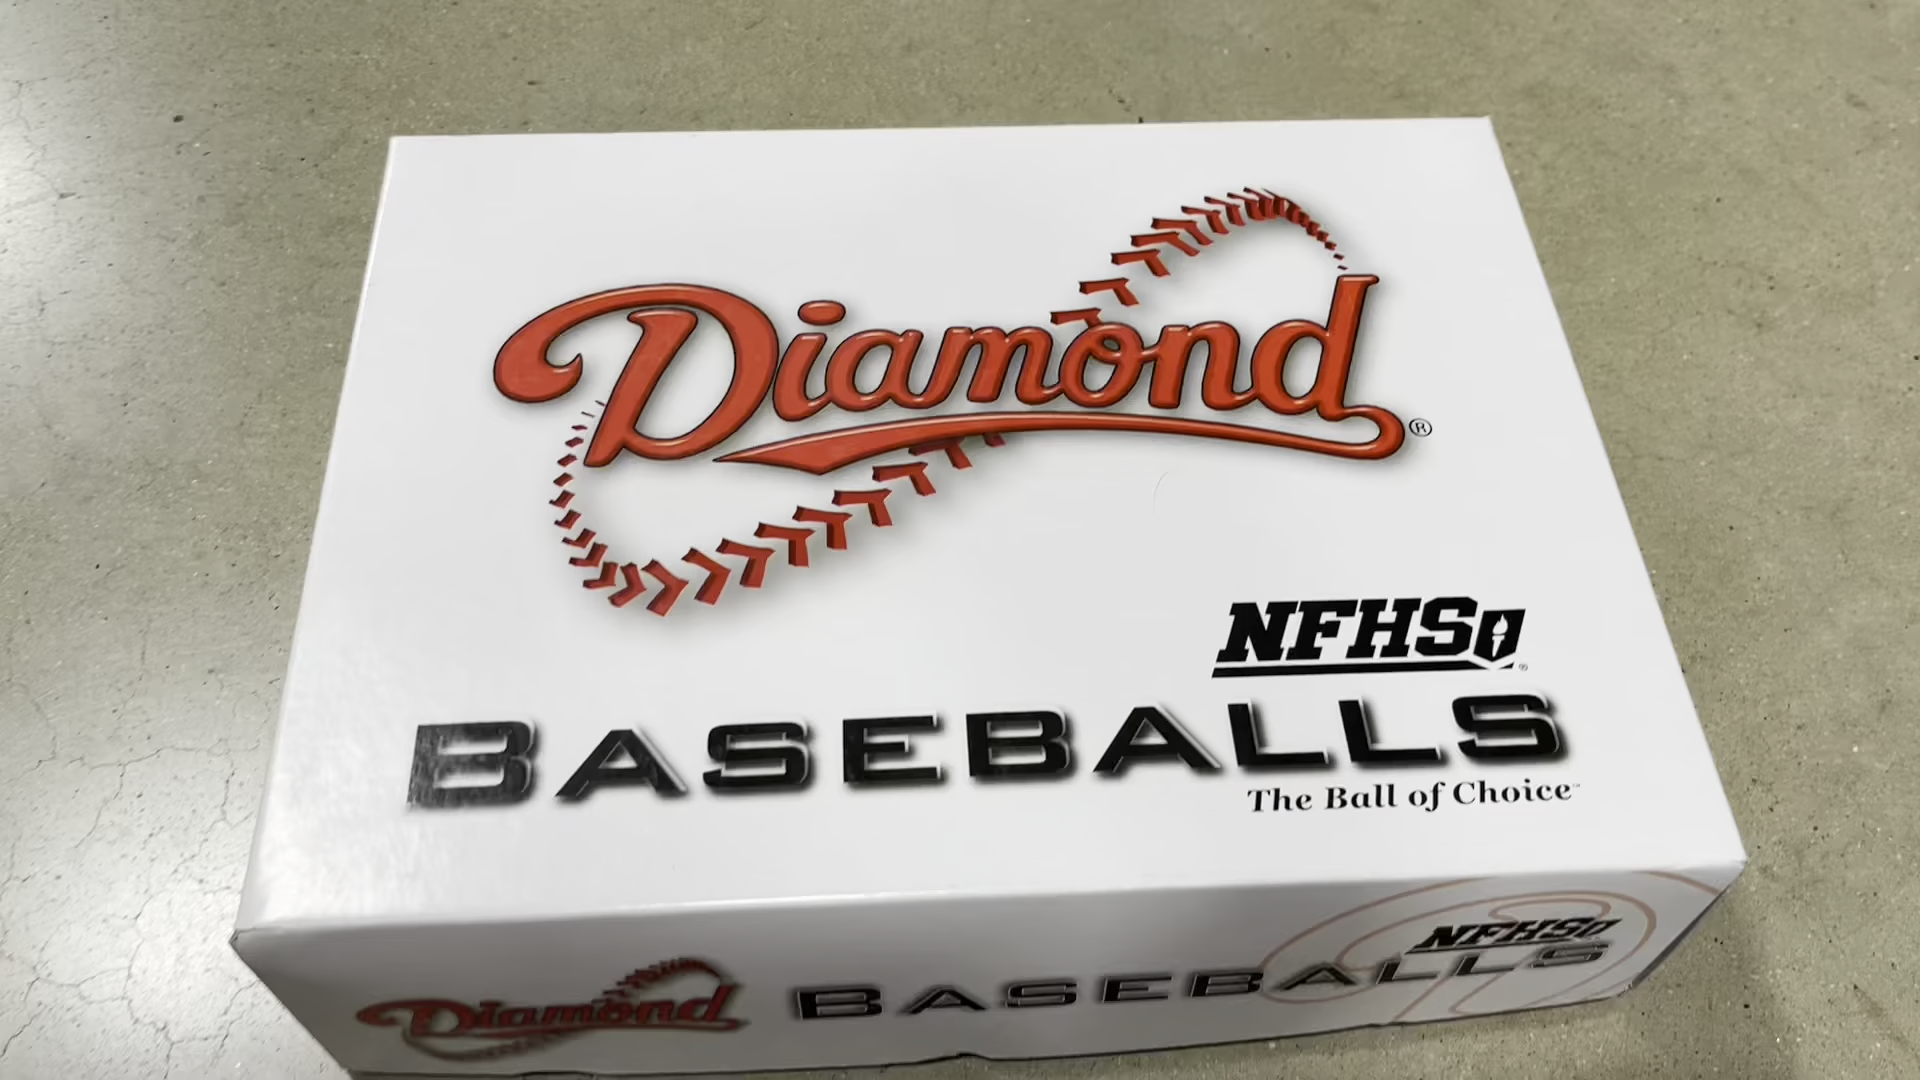 Diamond®
NFHS®
BASEBALLS
The Ball of Choice™
Diamond
NFHS
BASEBALLS